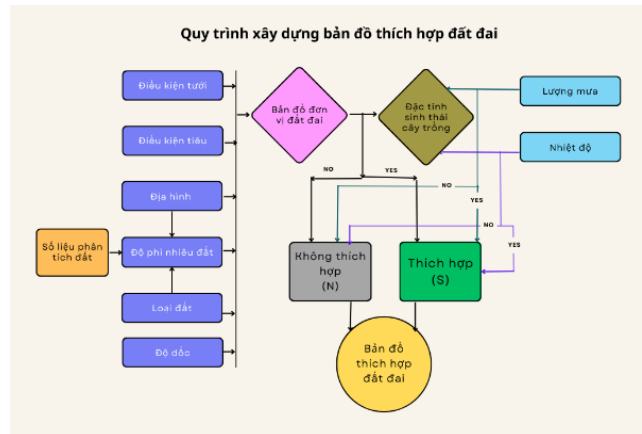 Quy trình xây dựng bản đồ thích hợp đất đai
Điều kiện tưới
Điều kiện tiêu
Địa hình
Số liệu phân
tích đất
Độ phì nhiêu đất
Loại đất
Độ dốc
Bản đồ đơn
vị đất đai
Đặc tính
sinh thái
cây trồng
Lượng mưa
Nhiệt độ
NO
YES
NO
YES
NO
YES
Không thích
hợp
(N)
Thích hợp
(S)
Bản đồ
thích hợp
đất đai